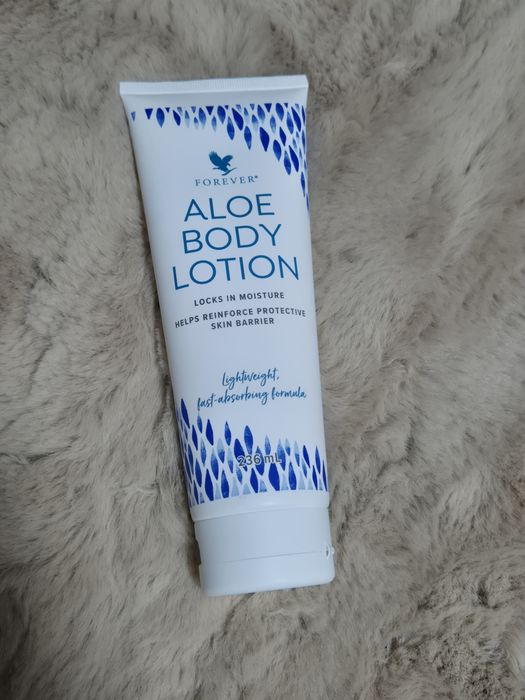 FOREVER®
ALOE
BODY
LOTION
LOCKS IN MOISTURE
HELPS REINFORCE PROTECTIVE
SKIN BARRIER
Lightweight,
fast-absorbing formula
236 mL